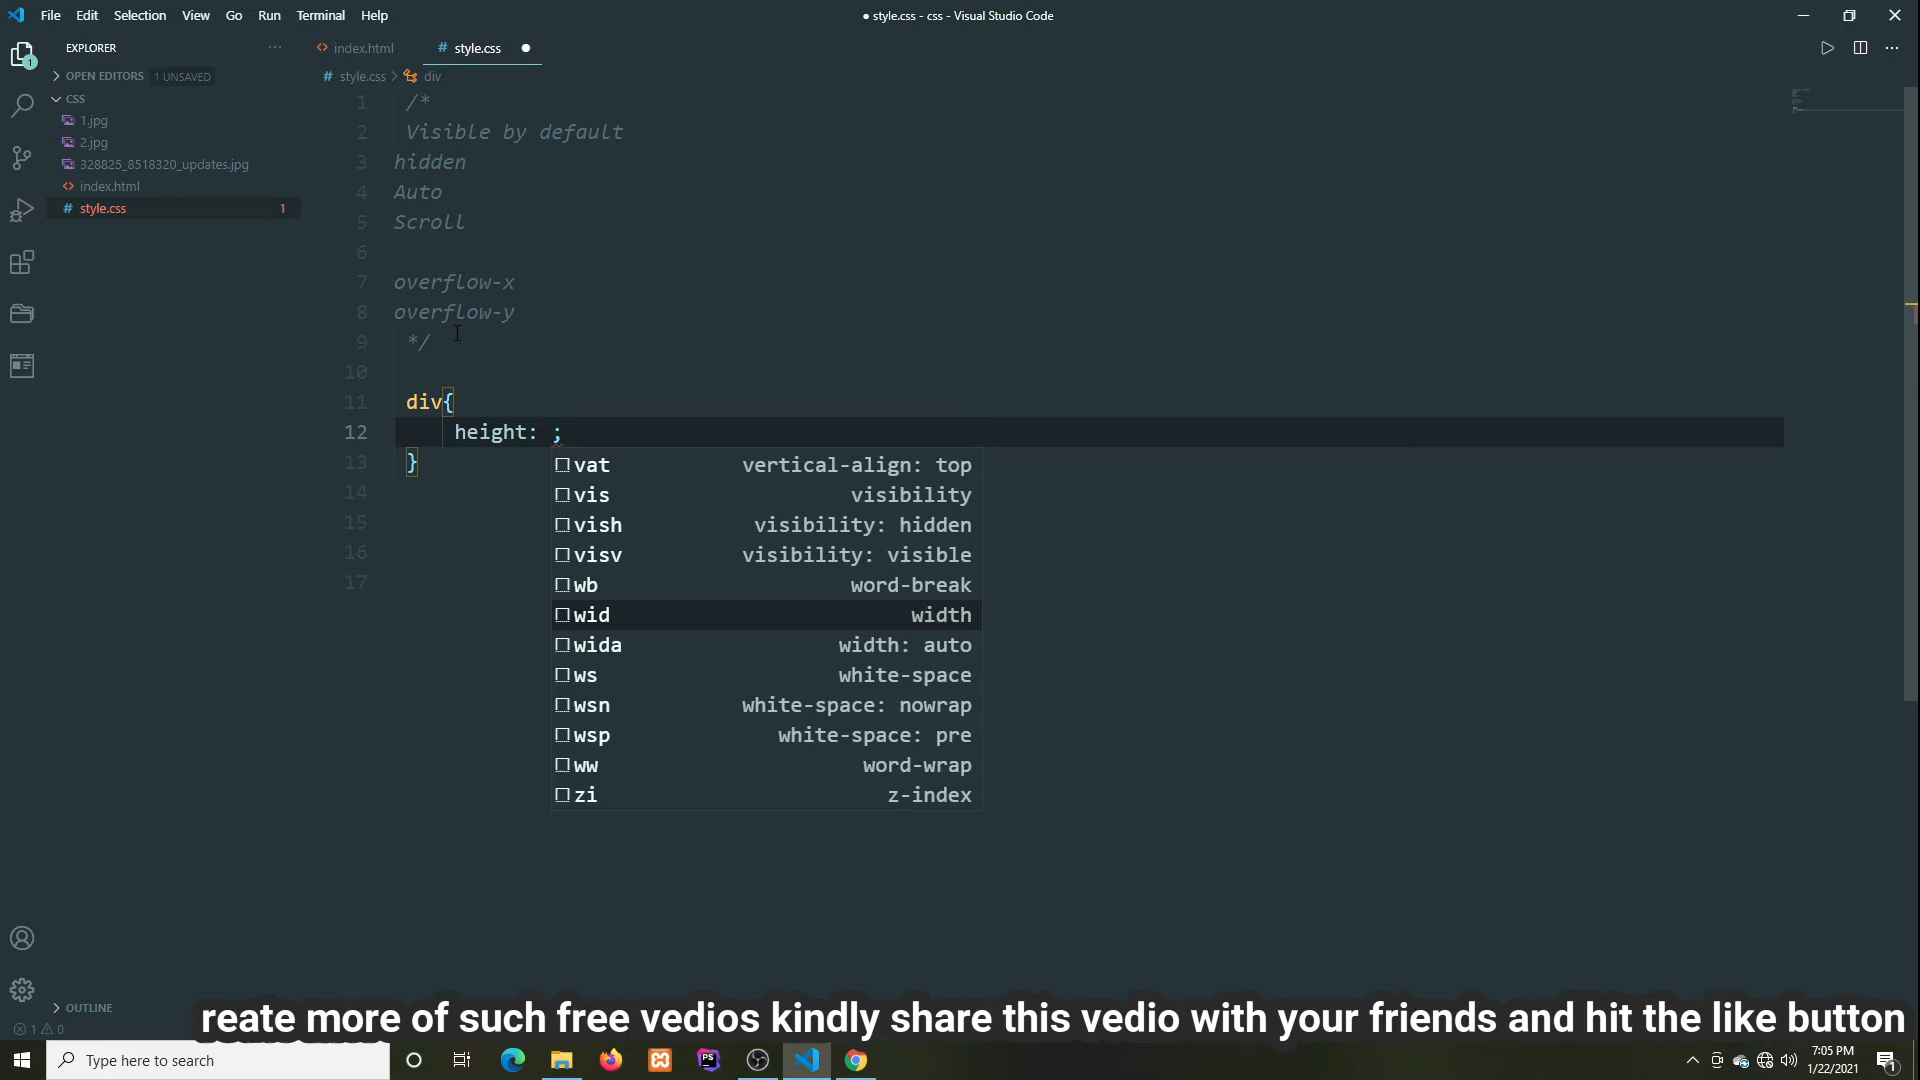 File Edit Selection View Go Run Terminal Help
● style.css - css - Visual Studio Code
EXPLORER
index.html
# style.css
1
OPEN EDITORS 1 UNSAVED
# style.css > div
CSS
1.jpg
2.jpg
328825_8518320_updates.jpg
index.html
# style.css 1
1 /*
2 Visible by default
3 hidden
4 Auto
5 Scroll
6
7 overflow-x
8 overflow-y
9 */
10
11 div{
12 height: ;
13 }
14
15
16
17
vat vertical-align: top
vis visibility
vish visibility: hidden
visv visibility: visible
wb word-break
wid width
wida width: auto
ws white-space
wsn white-space: nowrap
wsp white-space: pre
ww word-wrap
zi z-index
OUTLINE
1 0
reate more of such free vedios kindly share this vedio with your friends and hit the like button
Type here to search
PS
7:05 PM
1/22/2021
1